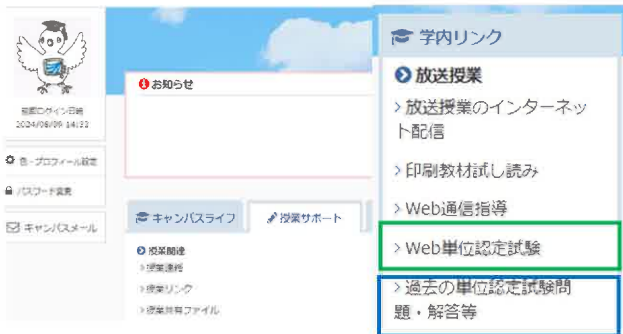 前回ログイン日時
2024/08/09 14:32
色・プロフィール設定
パスワード変更
キャンパスメール
お知らせ
キャンパスライフ
授業サポート
授業関連
>授業連絡
>授業リンク
>授業共有ファイル
学内リンク
放送授業
>放送授業のインターネッ
ト配信
>印刷教材試し読み
>Web通信指導
>Web単位認定試験
>過去の単位認定試験問
題・解答等